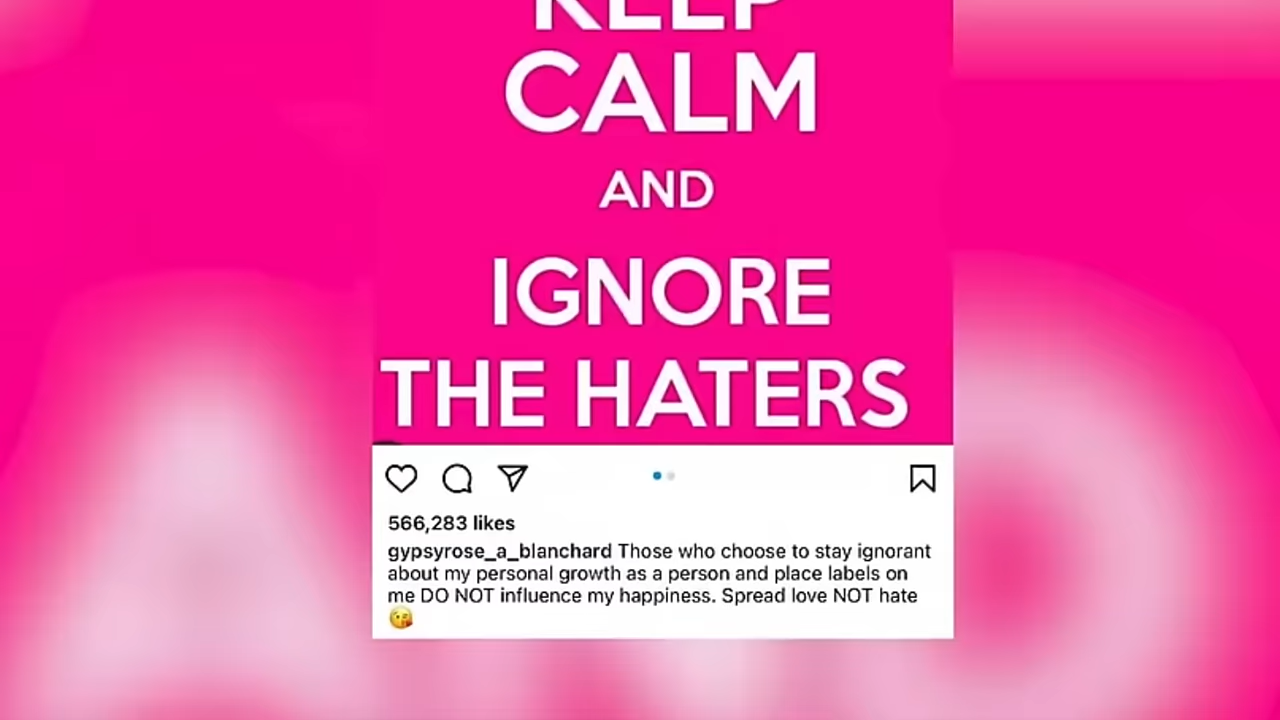 KEEP
CALM
AND
IGNORE
THE HATERS
566,283 likes
gypsyrose_a_blanchard Those who choose to stay ignorant
about my personal growth as a person and place labels on
me DO NOT influence my happiness. Spread love NOT hate
😘